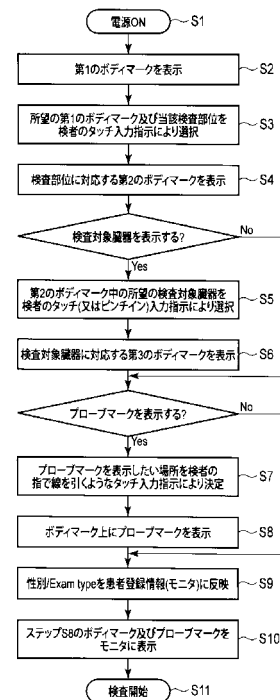 電源ON
S1
第1のボディマークを表示
S2
所望の第1のボディマーク及び当該検査部位を
検者のタッチ入力指示により選択
S3
検査部位に対応する第2のボディマークを表示
S4
検査対象臓器を表示する?
No
Yes
第2のボディマーク中の所望の検査対象臓器を
検者のタッチ(又はピンチイン)入力指示により選択
S5
検査対象臓器に対応する第3のボディマークを表示
S6
プローブマークを表示する?
No
Yes
プローブマークを表示したい場所を検者の
指で線を引くようなタッチ入力指示により決定
S7
ボディマーク上にプローブマークを表示
S8
性別/Exam typeを患者登録情報(モニタ)に反映
S9
ステップS8のボディマーク及びプローブマークを
モニタに表示
S10
検査開始
S11